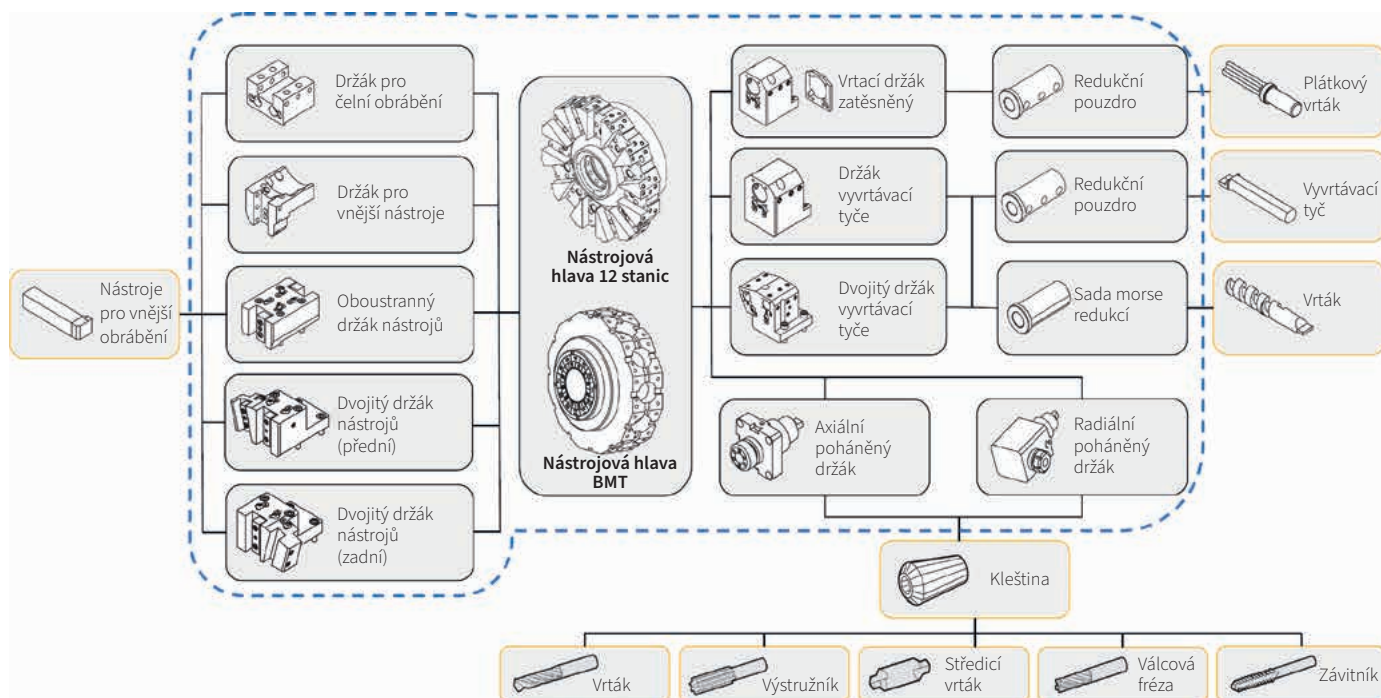 Nástroje
pro vnější
obrábění
Držák pro
čelní obrábění
Držák pro
vnější nástroje
Oboustranný
držák nástrojů
Dvojitý držák
nástrojů
(přední)
Dvojitý držák
nástrojů
(zadní)
Nástrojová
hlava 12 stanic
Nástrojová hlava
BMT
Vrtací držák
zatěsněný
Držák
vyvrtávací
tyče
Dvojitý držák
vyvrtávací
tyče
Redukční
pouzdro
Redukční
pouzdro
Sada morse
redukcí
Plátkový
vrták
Vyvrtávací
tyč
Vrták
Axiální
poháněný
držák
Radiální
poháněný
držák
Kleština
Vrták
Výstružník
Středicí
vrták
Válcová
fréza
Závitník